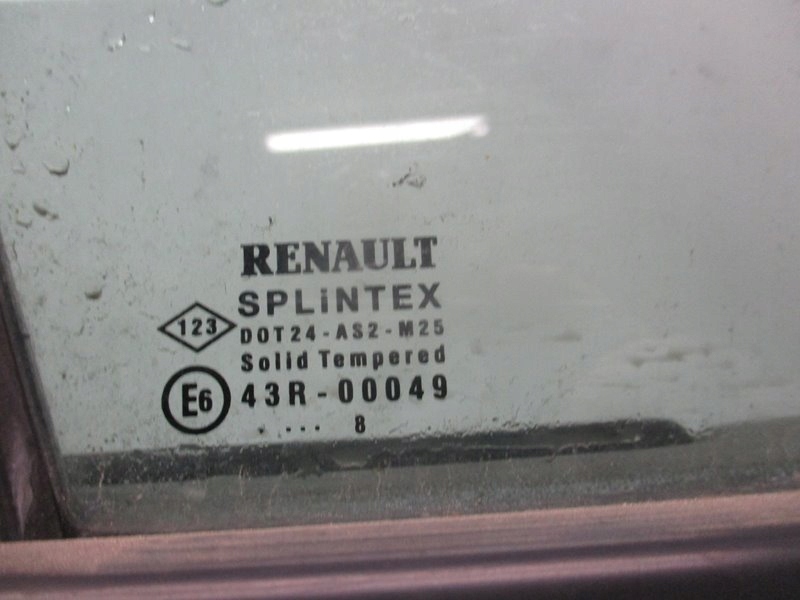 RENAULT
SPLiNTEX
123
DOT24-AS2-M25
Solid Tempered
E6
43R-00049
. ... 8